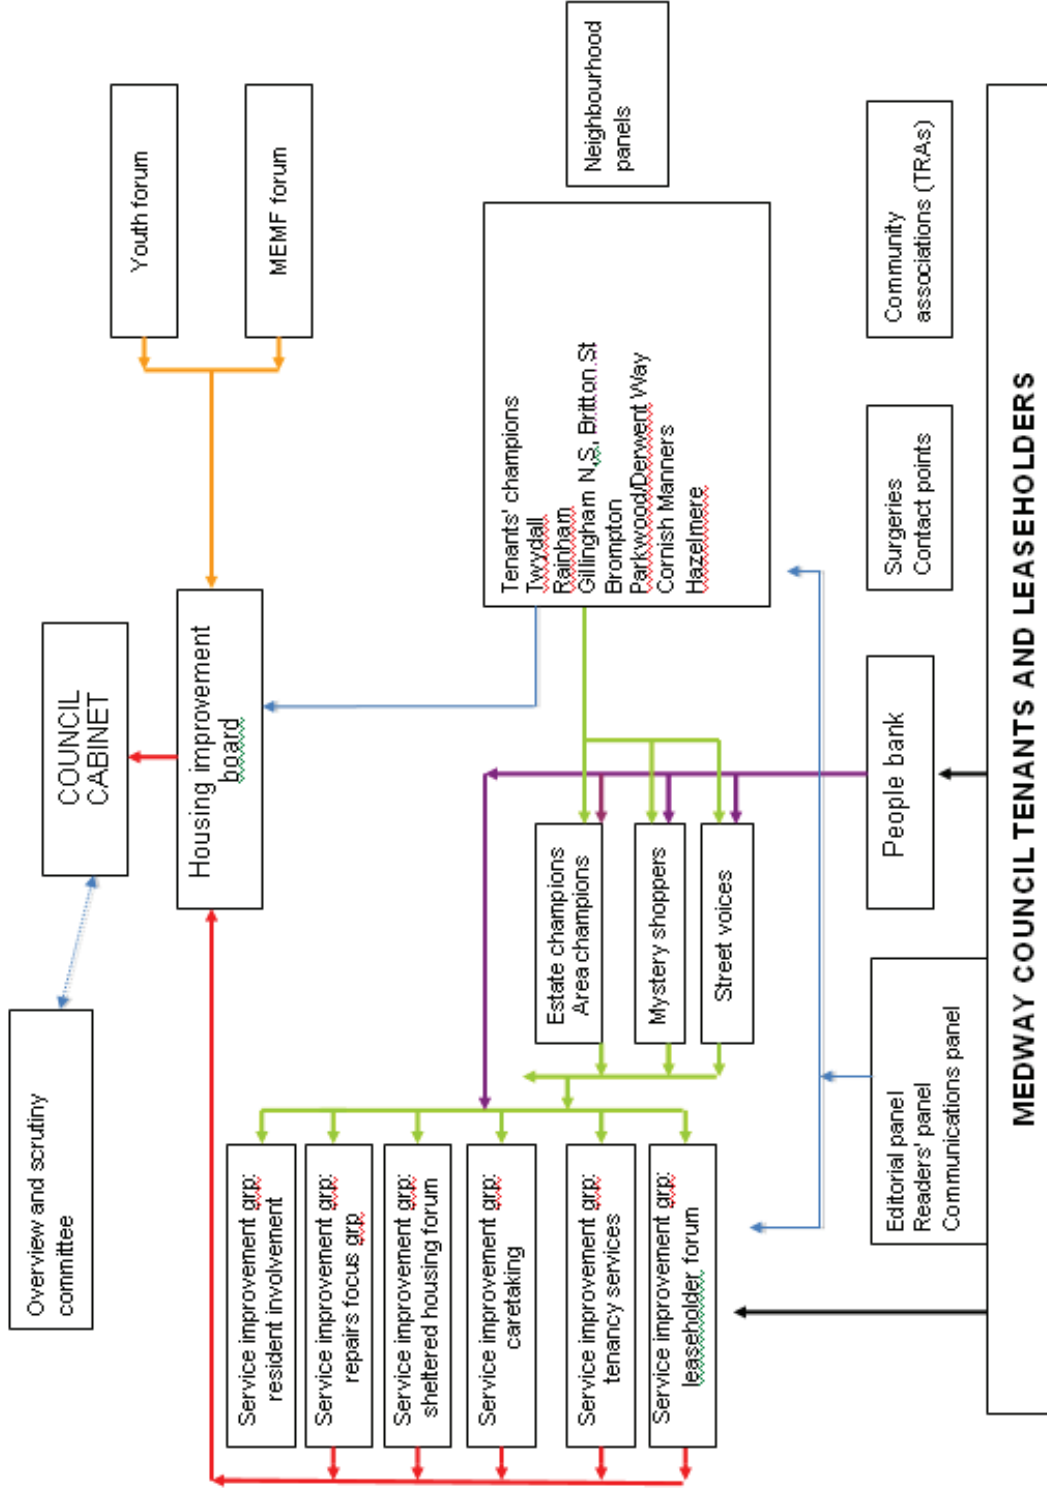 Overview and scrutiny
committee
COUNCIL
CABINET
Housing improvement
board
Youth forum
MEMF forum
Service improvement grp:
resident involvement
Service improvement grp:
repairs focus grp
Service improvement grp:
sheltered housing forum
Service improvement grp:
caretaking
Service improvement grp:
tenancy services
Service improvement grp:
leaseholder forum
Estate champions
Area champions
Mystery shoppers
Street voices
Tenants' champions
Twydall
Rainham
Gillingham N,S, Britton St
Brompton
Parkwood/Derwent Way
Cornish Manners
Hazelmere
Neighbourhood
panels
Editorial panel
Readers' panel
Communications panel
People bank
Surgeries
Contact points
Community
associations (TRAs)
MEDWAY COUNCIL TENANTS AND LEASEHOLDERS